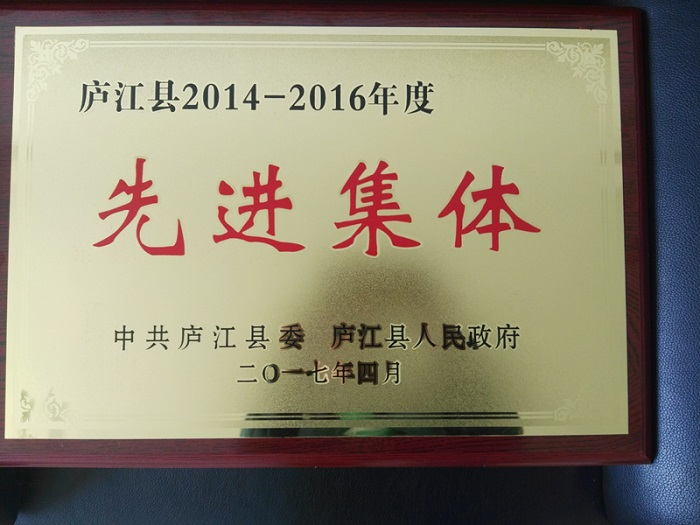 庐江县2014-2016年度
先进集体
中共庐江县委 庐江县人民政府
二〇一七年四月